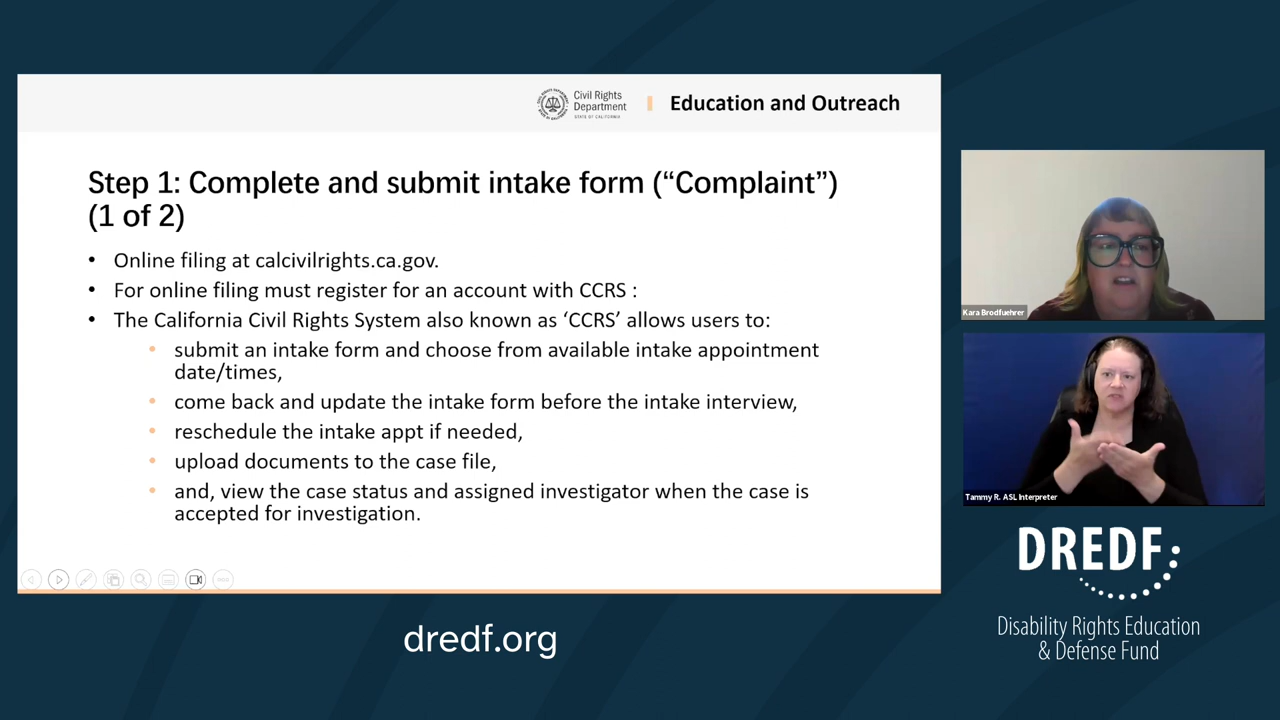 Civil Rights
Department
STATE OF CALIFORNIA
Education and Outreach
Step 1: Complete and submit intake form (“Complaint”)
(1 of 2)
• Online filing at calcivilrights.ca.gov.
• For online filing must register for an account with CCRS :
• The California Civil Rights System also known as ‘CCRS’ allows users to:
• submit an intake form and choose from available intake appointment
date/times,
• come back and update the intake form before the intake interview,
• reschedule the intake appt if needed,
• upload documents to the case file,
• and, view the case status and assigned investigator when the case is
accepted for investigation.
Kara Brodfuehrer
Tammy R. ASL Interpreter
DREDF
Disability Rights Education
& Defense Fund
dredf.org